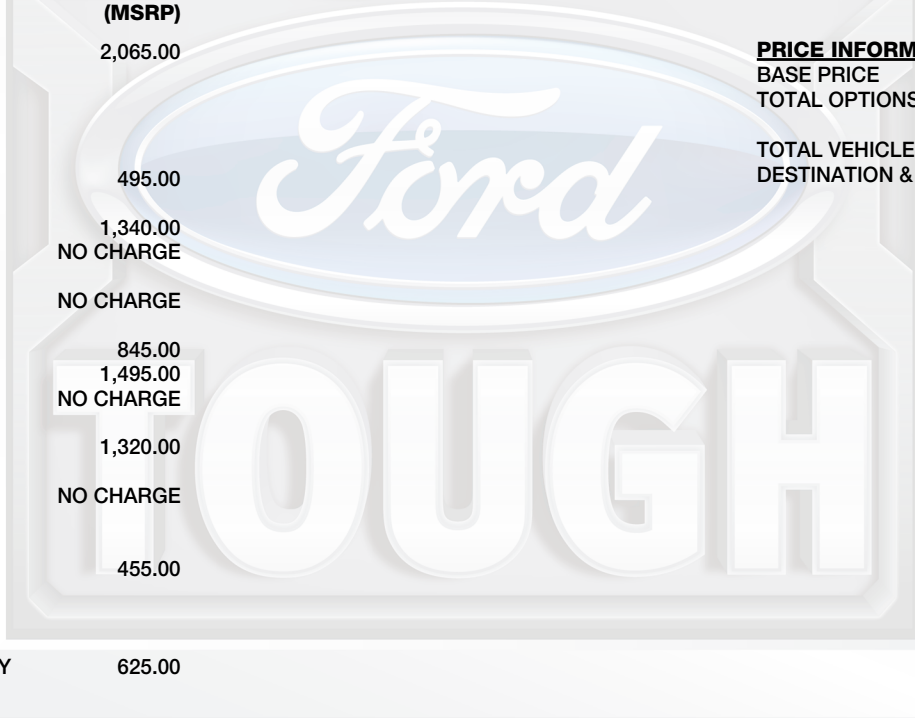 (MSRP)
2,065.00
495.00
1,340.00
NO CHARGE
NO CHARGE
845.00
1,495.00
NO CHARGE
1,320.00
NO CHARGE
455.00
Y 625.00
PRICE INFORM
BASE PRICE
TOTAL OPTIONS
TOTAL VEHICLE
DESTINATION &
Ford
TOUGH